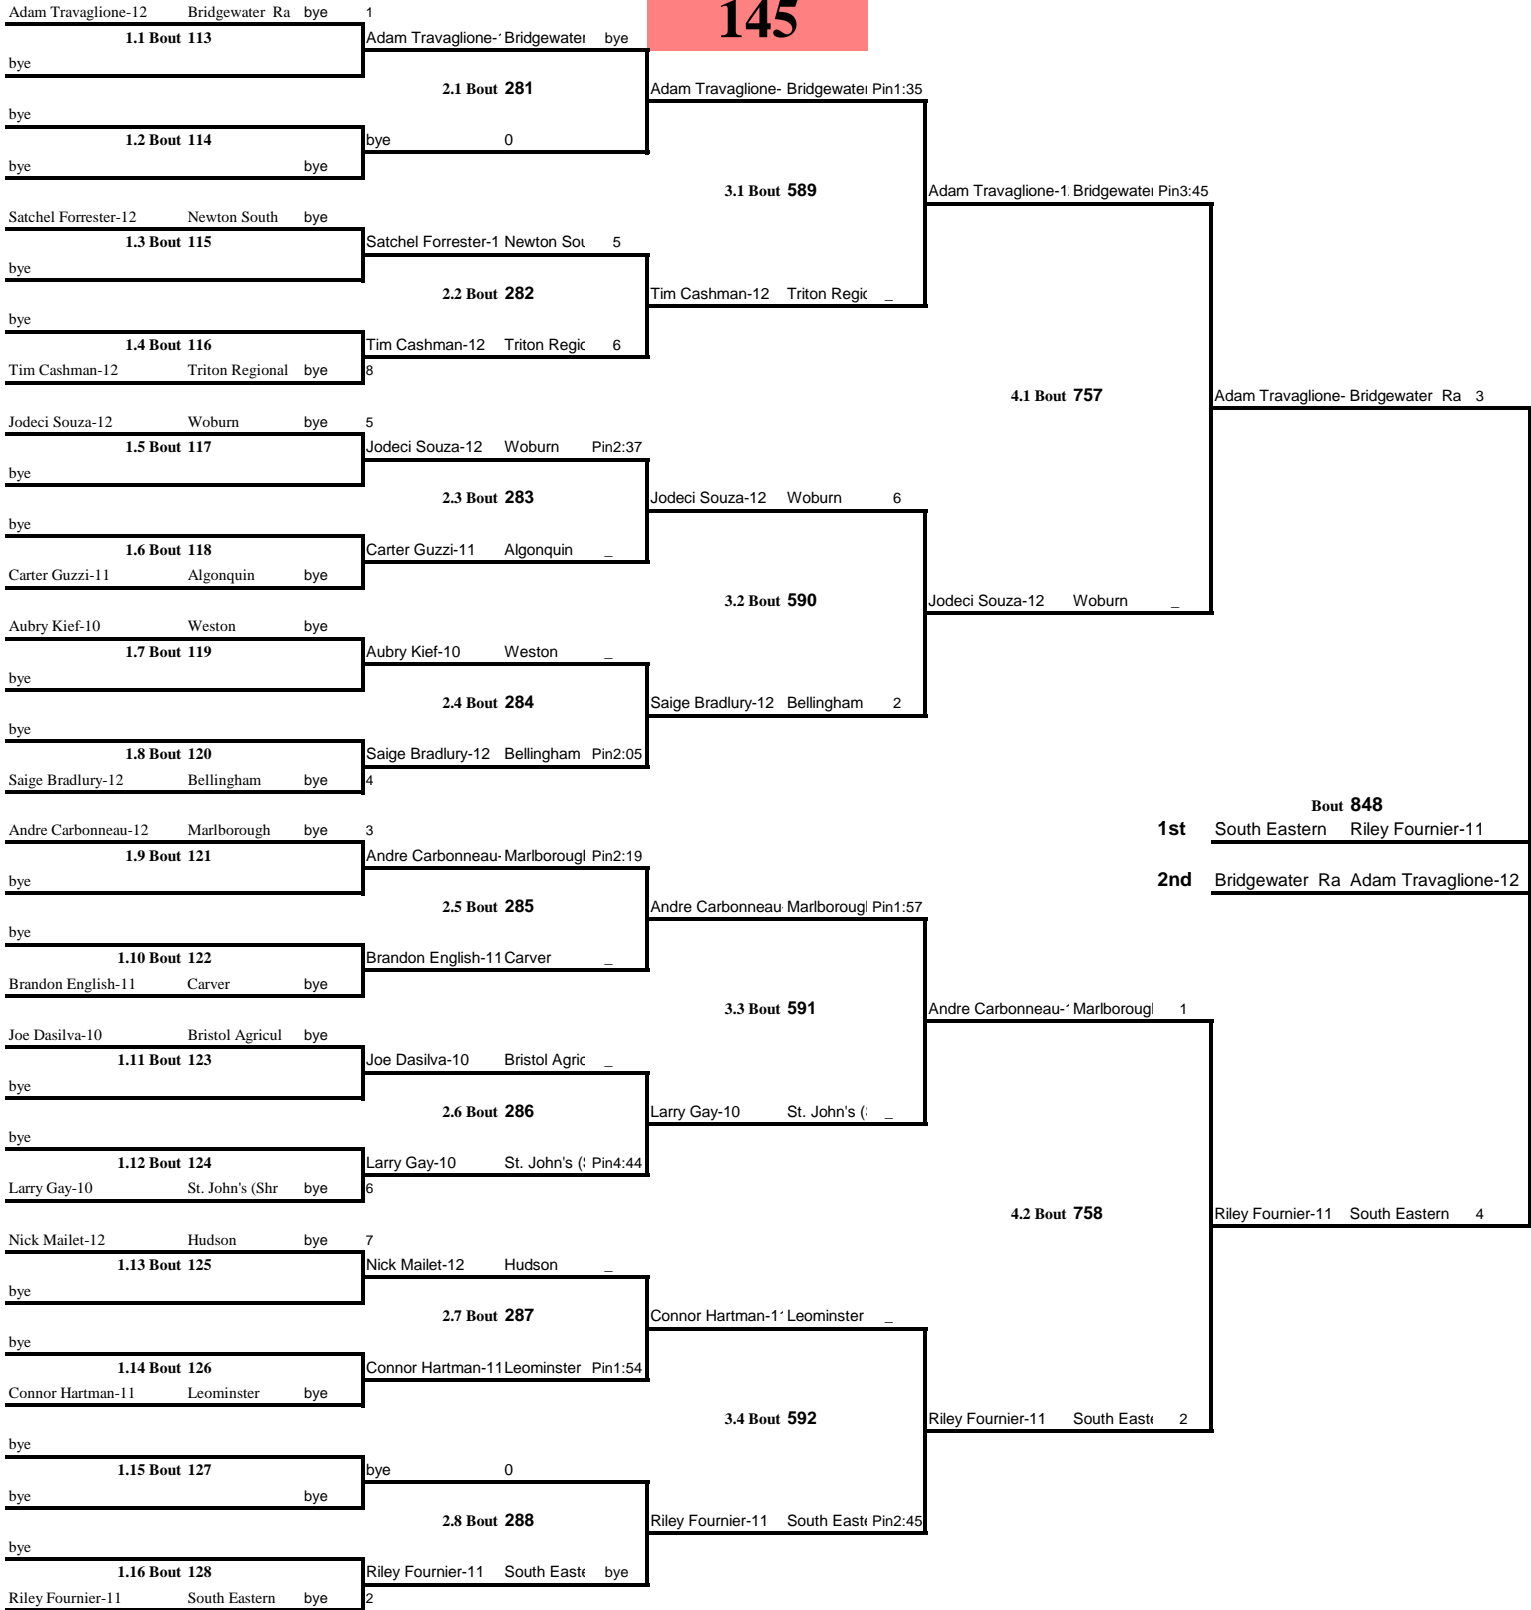 145
Adam Travaglione-12 Bridgewater Ra bye 1
1.1 Bout 113 Adam Travaglione-1 Bridgewater bye
bye
2.1 Bout 281 Adam Travaglione- Bridgewater Pin1:35
bye
1.2 Bout 114 bye 0
bye bye
3.1 Bout 589 Adam Travaglione-1 Bridgewater Pin3:45
Satchel Forrester-12 Newton South bye
1.3 Bout 115 Satchel Forrester-1 Newton Sou 5
bye
2.2 Bout 282 Tim Cashman-12 Triton Regic _
bye
1.4 Bout 116 Tim Cashman-12 Triton Regic 6
Tim Cashman-12 Triton Regional bye 8
4.1 Bout 757 Adam Travaglione- Bridgewater Ra 3
Jodeci Souza-12 Woburn bye 5
1.5 Bout 117 Jodeci Souza-12 Woburn Pin2:37
bye
2.3 Bout 283 Jodeci Souza-12 Woburn 6
bye
1.6 Bout 118 Carter Guzzi-11 Algonquin _
Carter Guzzi-11 Algonquin bye
3.2 Bout 590 Jodeci Souza-12 Woburn _
Aubry Kief-10 Weston bye
1.7 Bout 119 Aubry Kief-10 Weston _
bye
2.4 Bout 284 Saige Bradlury-12 Bellingham 2
bye
1.8 Bout 120 Saige Bradlury-12 Bellingham Pin2:05
Saige Bradlury-12 Bellingham bye 4
Bout 848
Andre Carbonneau-12 Marlborough bye 3
1st South Eastern Riley Fournier-11
1.9 Bout 121 Andre Carbonneau- Marlborough Pin2:19
bye
2nd Bridgewater Ra Adam Travaglione-12
2.5 Bout 285 Andre Carbonneau Marlboroug Pin1:57
bye
1.10 Bout 122 Brandon English-11 Carver _
Brandon English-11 Carver bye
3.3 Bout 591 Andre Carbonneau-1 Marlboroug 1
Joe Dasilva-10 Bristol Agricul bye
1.11 Bout 123 Joe Dasilva-10 Bristol Agric _
bye
2.6 Bout 286 Larry Gay-10 St. John's (S _
bye
1.12 Bout 124 Larry Gay-10 St. John's (S Pin4:44
Larry Gay-10 St. John's (Shr bye 6
4.2 Bout 758 Riley Fournier-11 South Eastern 4
Nick Mailet-12 Hudson bye 7
1.13 Bout 125 Nick Mailet-12 Hudson _
bye
2.7 Bout 287 Connor Hartman-11 Leominster _
bye
1.14 Bout 126 Connor Hartman-11 Leominster Pin1:54
Connor Hartman-11 Leominster bye
3.4 Bout 592 Riley Fournier-11 South Easte 2
bye
1.15 Bout 127 bye 0
bye bye
2.8 Bout 288 Riley Fournier-11 South Easte Pin2:45
bye
1.16 Bout 128 Riley Fournier-11 South Easte bye
Riley Fournier-11 South Eastern bye 2